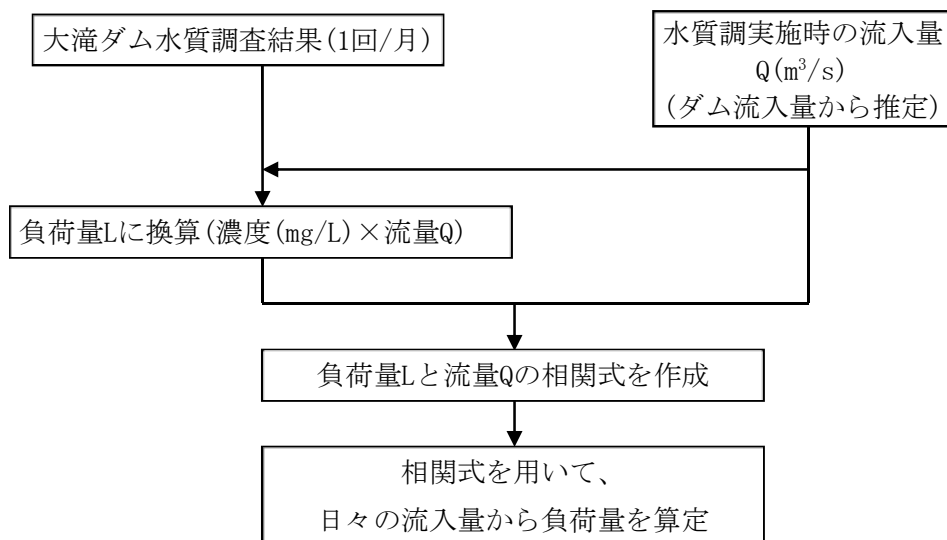 大滝ダム水質調査結果(1回/月)
水質調実施時の流入量
Q(m³/s)
(ダム流入量から推定)
負荷量Lに換算(濃度(mg/L)×流量Q)
負荷量Lと流量Qの相関式を作成
相関式を用いて、
日々の流入量から負荷量を算定